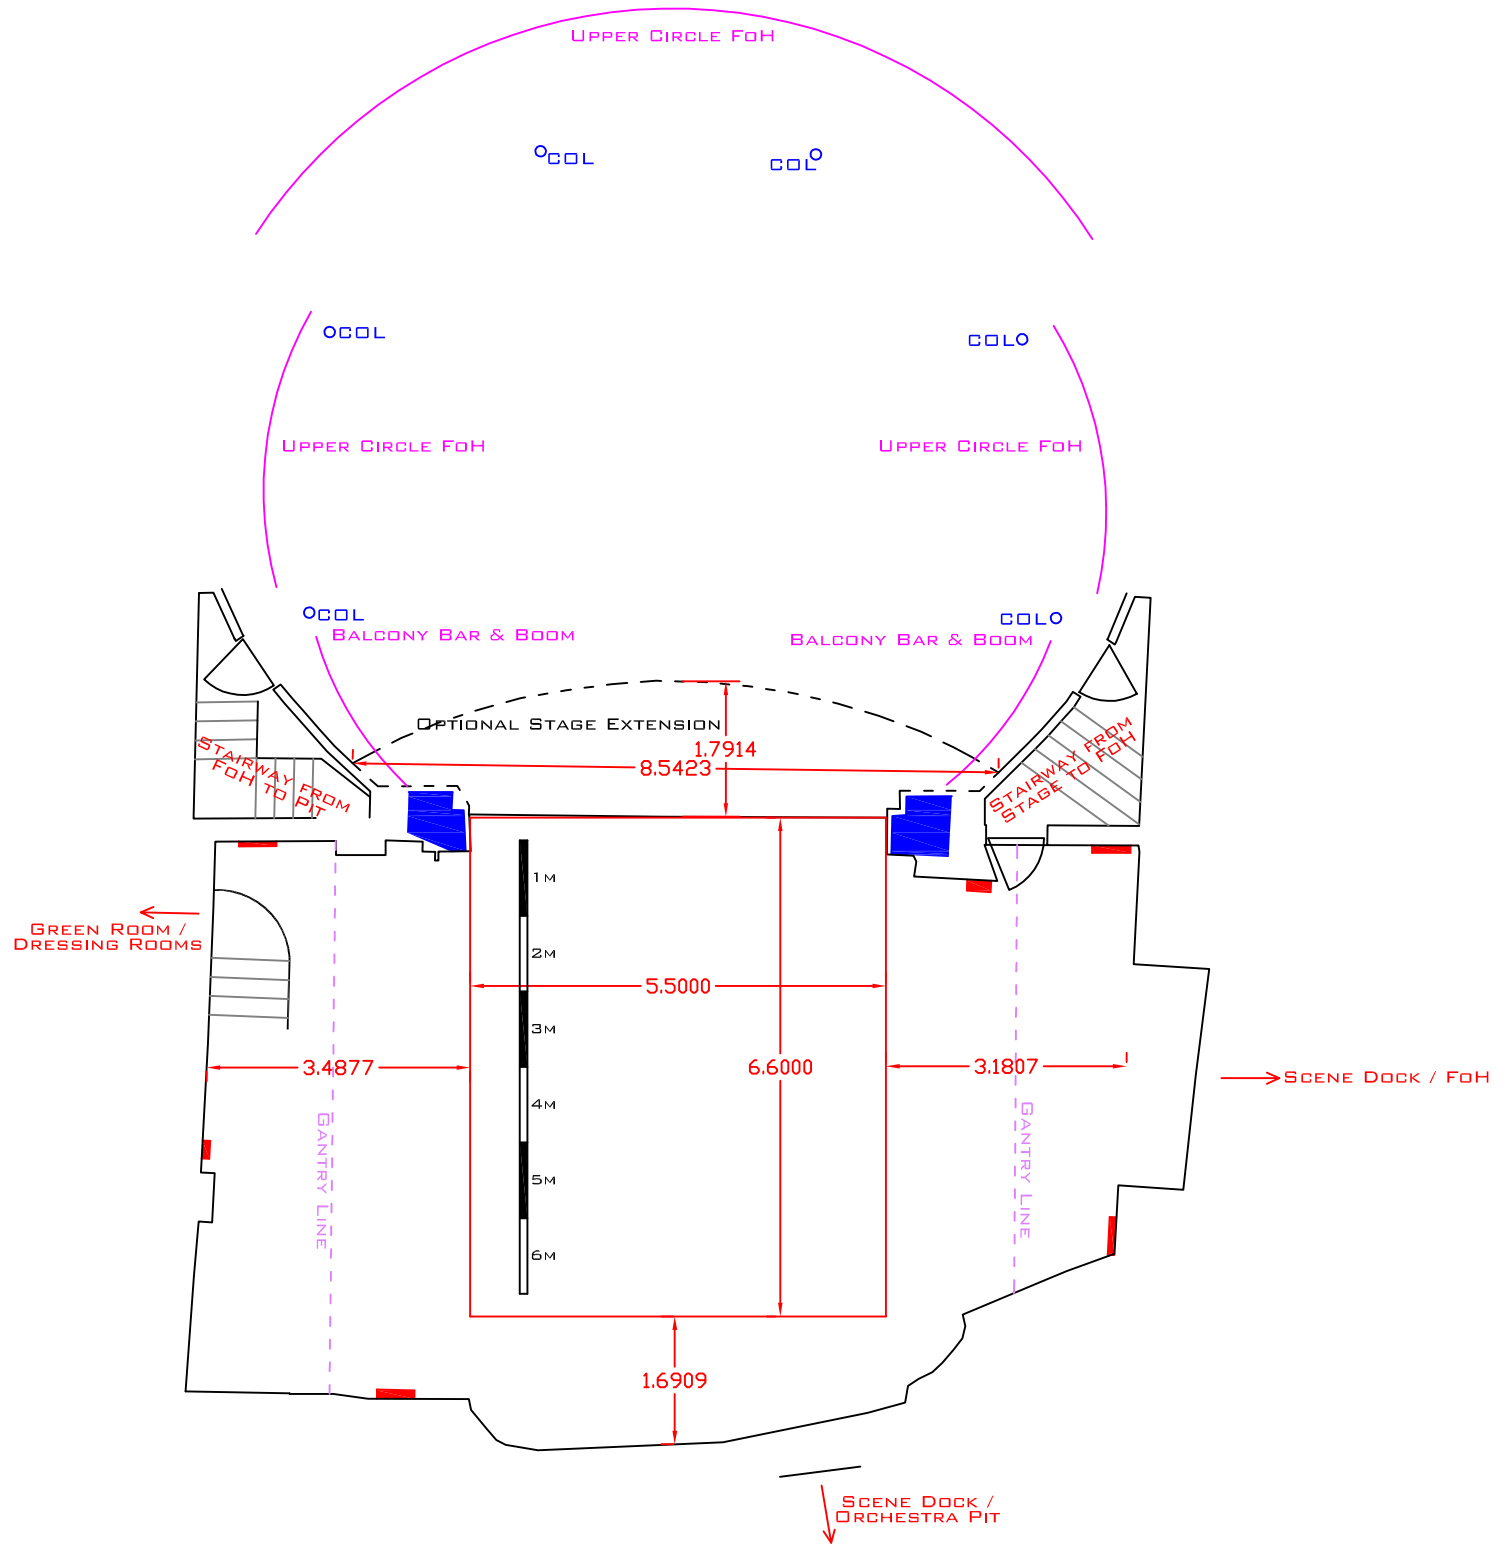 Upper Circle FoH
COL
COL
COL
COL
Upper Circle FoH
Upper Circle FoH
COL
COL
Balcony Bar & Boom
Balcony Bar & Boom
Optional Stage Extension
1.7914
8.5423
Stairway from
FoH to Pit
Stairway from
Stage to FoH
1m
2m
3m
4m
5m
6m
Green Room /
Dressing Rooms
5.5000
3.4877
6.6000
3.1807
Scene Dock / FoH
Gantry Line
Gantry Line
1.6909
Scene Dock /
Orchestra Pit